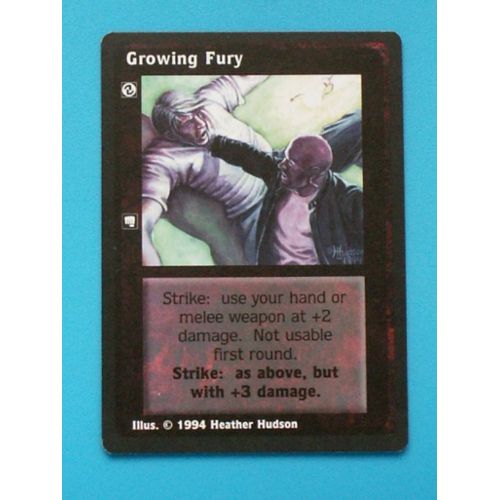 Growing Fury
Strike: use your hand or
melee weapon at +2
damage. Not usable
first round.
Strike: as above, but
with +3 damage.
Illus. © 1994 Heather Hudson